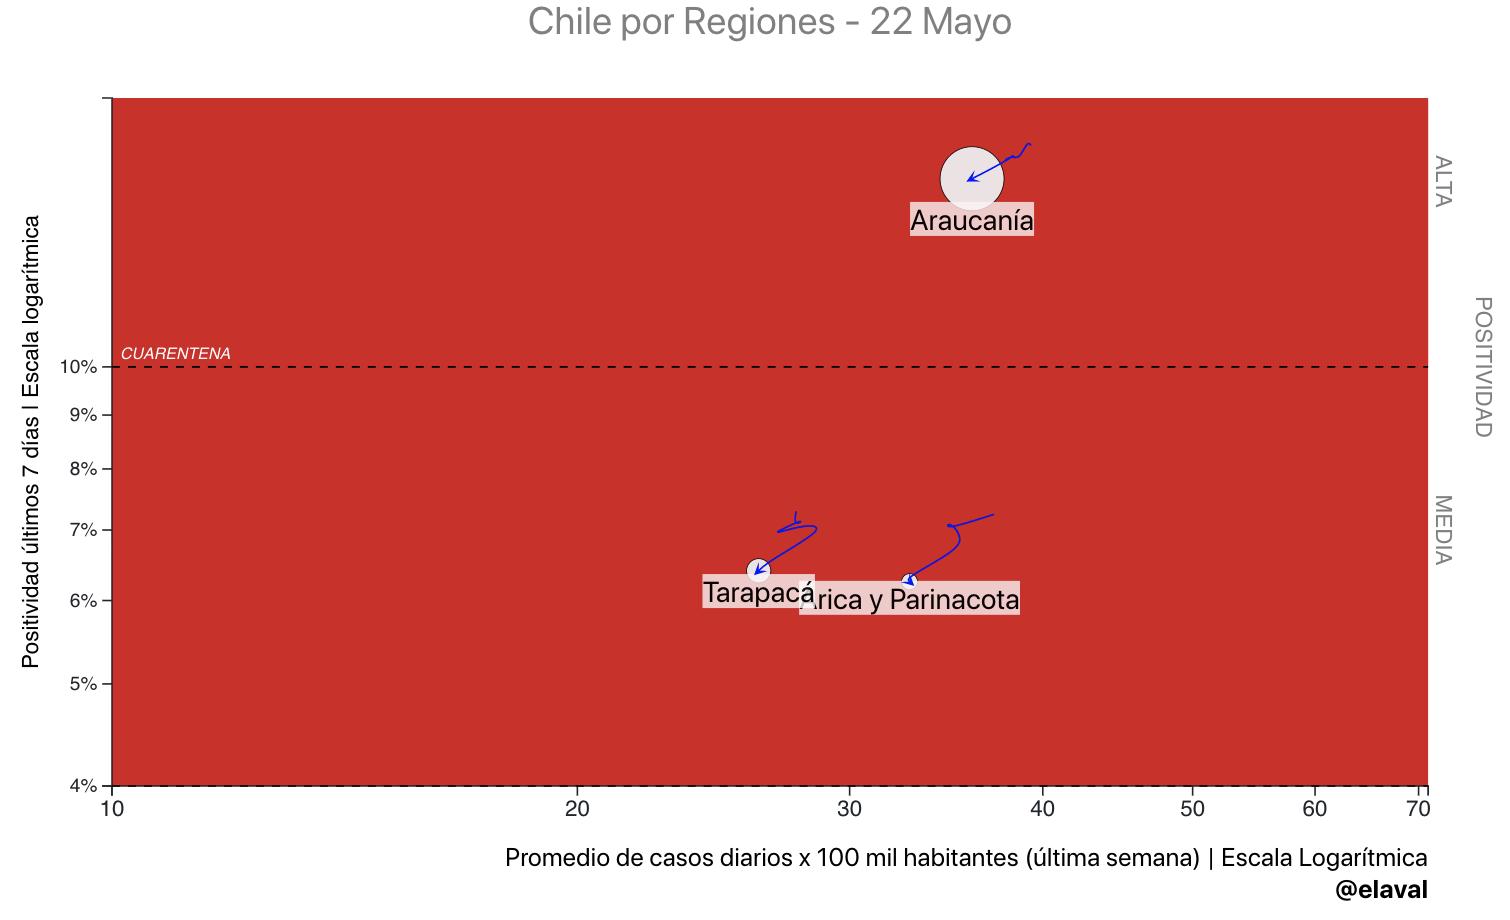 Chile por Regiones - 22 Mayo
ALTA
Araucanía
POSITIVIDAD
Positividad últimos 7 días | Escala logarítmica
CUARENTENA
10%
9%
8%
7%
MEDIA
Tarapacá
Arica y Parinacota
6%
5%
4%
10 20 30 40 50 60 70
Promedio de casos diarios x 100 mil habitantes (última semana) | Escala Logarítmica
@elaval